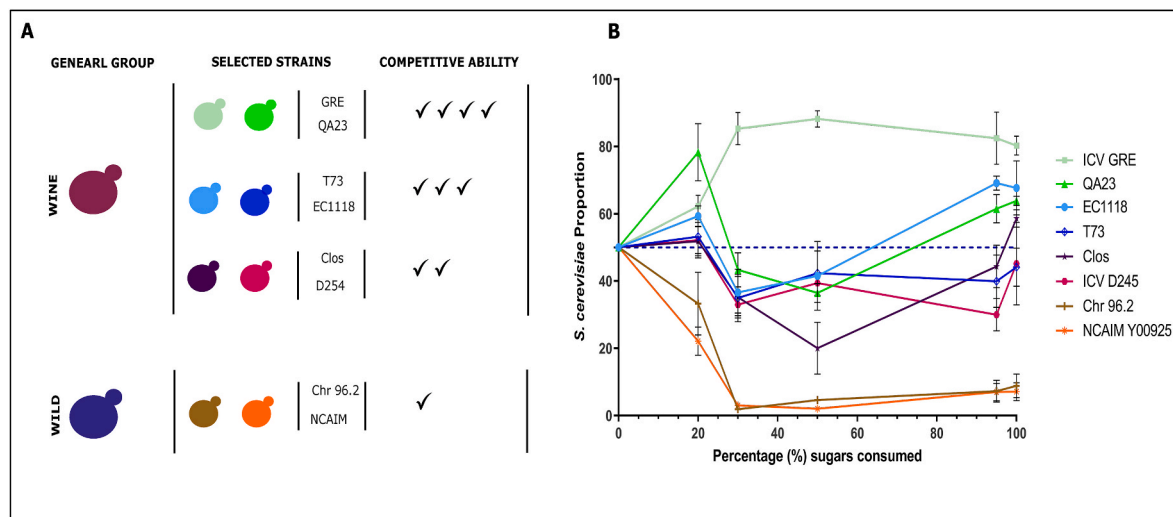 A
GENEARL GROUP
SELECTED STRAINS
COMPETITIVE ABILITY
WINE
GRE
QA23
T73
EC1118
Clos
D254
WILD
Chr 96.2
NCAIM
B
S. cerevisiae Proportion
100
80
60
40
20
0
0 20 40 60 80 100
Percentage (%) sugars consumed
ICV GRE
QA23
EC1118
T73
Clos
ICV D245
Chr 96.2
NCAIM Y00925